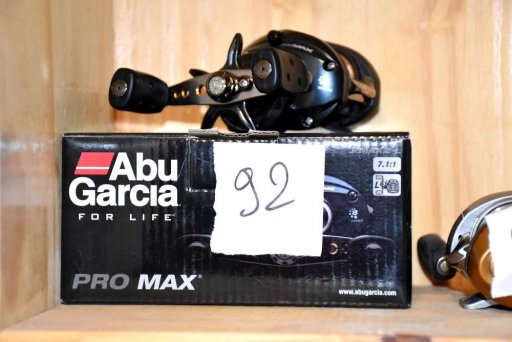 Abu
Garcia
FOR LIFE
92
7.1:1
PRO MAX®
www.abugarcia.com